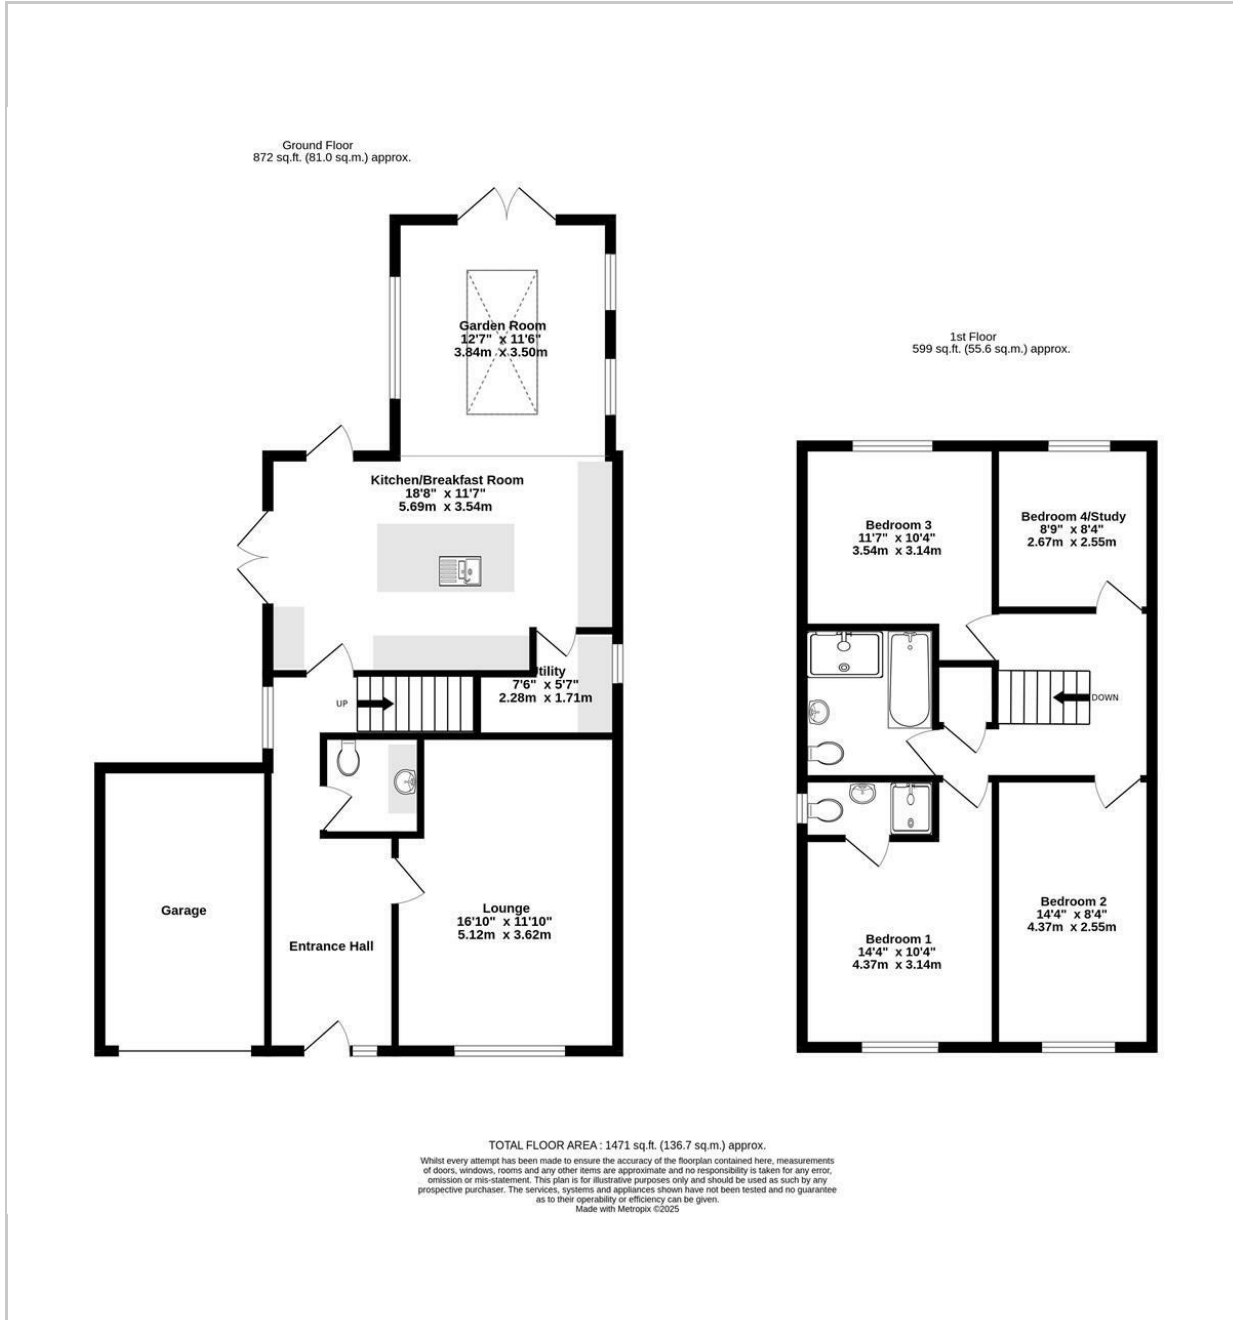 Ground Floor
872 sq.ft. (81.0 sq.m.) approx.
Garden Room
12'7" x 11'6"
3.84m x 3.50m
Kitchen/Breakfast Room
18'8" x 11'7"
5.69m x 3.54m
Utility
7'6" x 5'7"
2.28m x 1.71m
UP
Garage
Entrance Hall
Lounge
16'10" x 11'10"
5.12m x 3.62m
1st Floor
599 sq.ft. (55.6 sq.m.) approx.
Bedroom 3
11'7" x 10'4"
3.54m x 3.14m
Bedroom 4/Study
8'9" x 8'4"
2.67m x 2.55m
DOWN
Bedroom 1
14'4" x 10'4"
4.37m x 3.14m
Bedroom 2
14'4" x 8'4"
4.37m x 2.55m
TOTAL FLOOR AREA : 1471 sq.ft. (136.7 sq.m.) approx.
Whilst every attempt has been made to ensure the accuracy of the floorplan contained here, measurements
of doors, windows, rooms and any other items are approximate and no responsibility is taken for any error,
omission or mis-statement. This plan is for illustrative purposes only and should be used as such by any
prospective purchaser. The services, systems and appliances shown have not been tested and no guarantee
as to their operability or efficiency can be given.
Made with Metropix ©2025